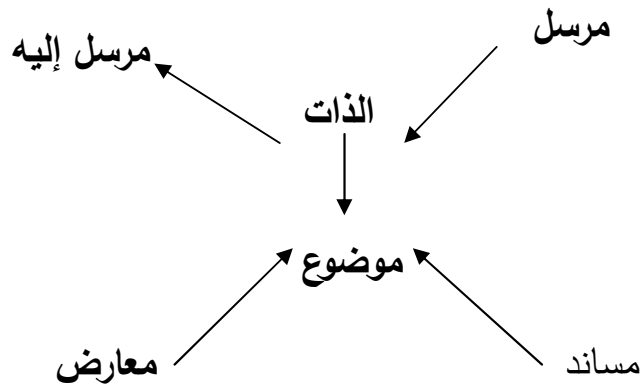 مرسل
مرسل إليه
الذات
موضوع
مساند
معارض